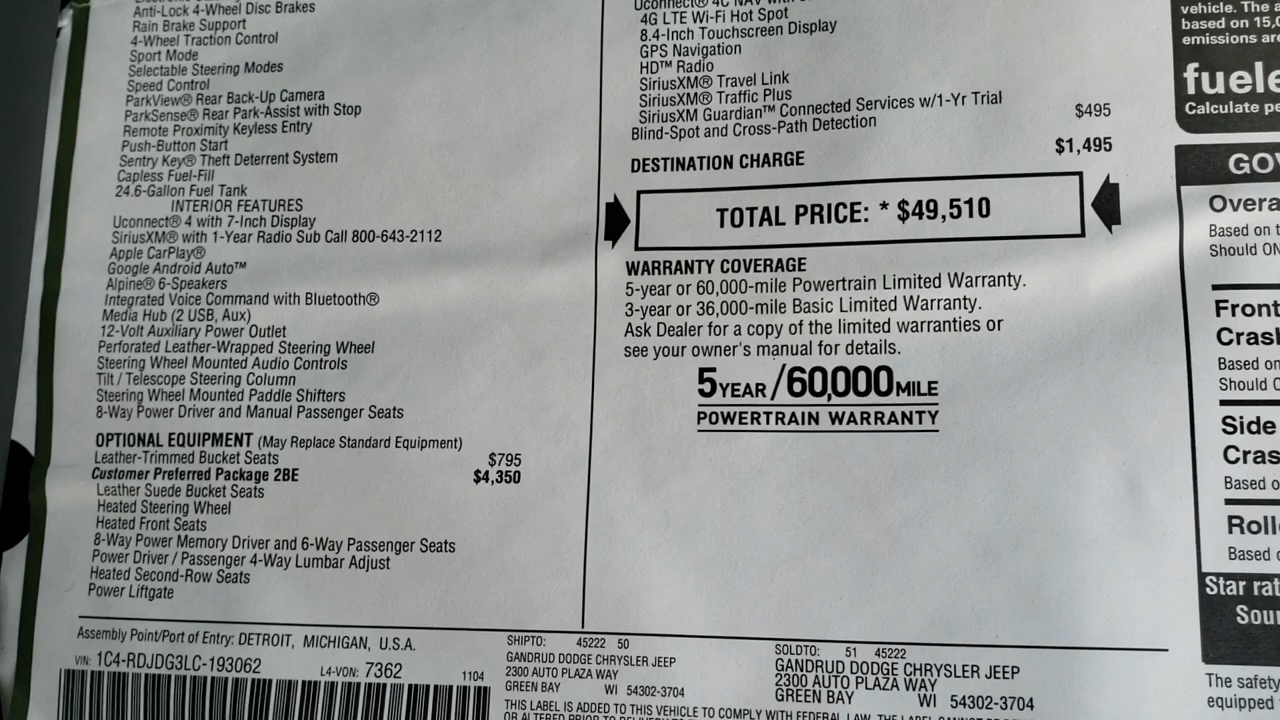 Anti-Lock 4-Wheel Disc Brakes
Rain Brake Support
4-Wheel Traction Control
Sport Mode
Selectable Steering Modes
Speed Control
ParkView® Rear Back-Up Camera
ParkSense® Rear Park-Assist with Stop
Remote Proximity Keyless Entry
Push-Button Start
Sentry Key® Theft Deterrent System
Capless Fuel-Fill
24.6-Gallon Fuel Tank
INTERIOR FEATURES
Uconnect® 4 with 7-Inch Display
SiriusXM® with 1-Year Radio Sub Call 800-643-2112
Apple CarPlay®
Google Android Auto™
Alpine® 6-Speakers
Integrated Voice Command with Bluetooth®
Media Hub (2 USB, Aux)
12-Volt Auxiliary Power Outlet
Perforated Leather-Wrapped Steering Wheel
Steering Wheel Mounted Audio Controls
Tilt / Telescope Steering Column
Steering Wheel Mounted Paddle Shifters
8-Way Power Driver and Manual Passenger Seats
OPTIONAL EQUIPMENT (May Replace Standard Equipment)
Leather-Trimmed Bucket Seats $795
Customer Preferred Package 2BE $4,350
Leather Suede Bucket Seats
Heated Steering Wheel
Heated Front Seats
8-Way Power Memory Driver and 6-Way Passenger Seats
Power Driver / Passenger 4-Way Lumbar Adjust
Heated Second-Row Seats
Power Liftgate
Uconnect® 4C NAV with
4G LTE Wi-Fi Hot Spot
8.4-Inch Touchscreen Display
GPS Navigation
HD™ Radio
SiriusXM® Travel Link
SiriusXM® Traffic Plus
SiriusXM Guardian™ Connected Services w/1-Yr Trial
Blind-Spot and Cross-Path Detection $495
DESTINATION CHARGE $1,495
TOTAL PRICE: * $49,510
WARRANTY COVERAGE
5-year or 60,000-mile Powertrain Limited Warranty.
3-year or 36,000-mile Basic Limited Warranty.
Ask Dealer for a copy of the limited warranties or
see your owner's manual for details.
5 YEAR / 60,000 MILE
POWERTRAIN WARRANTY
Assembly Point/Port of Entry: DETROIT, MICHIGAN, U.S.A.
VIN: 1C4-RDJDG3LC-193062 L4-VON: 7362 1104
SHIPTO: 45222 50
GANDRUD DODGE CHRYSLER JEEP
2300 AUTO PLAZA WAY
GREEN BAY WI 54302-3704
SOLDTO: 51 45222
GANDRUD DODGE CHRYSLER JEEP
2300 AUTO PLAZA WAY
GREEN BAY WI 54302-3704
THIS LABEL IS ADDED TO THIS VEHICLE TO COMPLY WITH FEDERAL LAW. THE LABEL CANNOT BE
vehicle. The
based on 15,0
emissions are
fuele
Calculate pe
GOV
Overa
Based on t
Should ON
Front
Crash
Based on
Should O
Side
Cras
Based o
Roll
Based o
Star rat
Sou
The safety
equipped